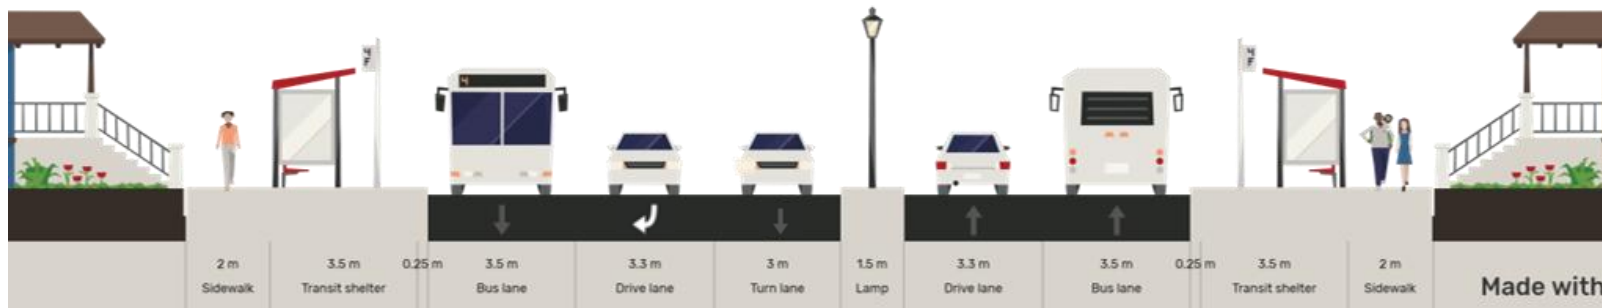 4
2 m
Sidewalk
3.5 m
Transit shelter
0.25 m
3.5 m
Bus lane
3.3 m
Drive lane
3 m
Turn lane
1.5 m
Lamp
3.3 m
Drive lane
3.5 m
Bus lane
0.25 m
3.5 m
Transit shelter
2 m
Sidewalk
Made with